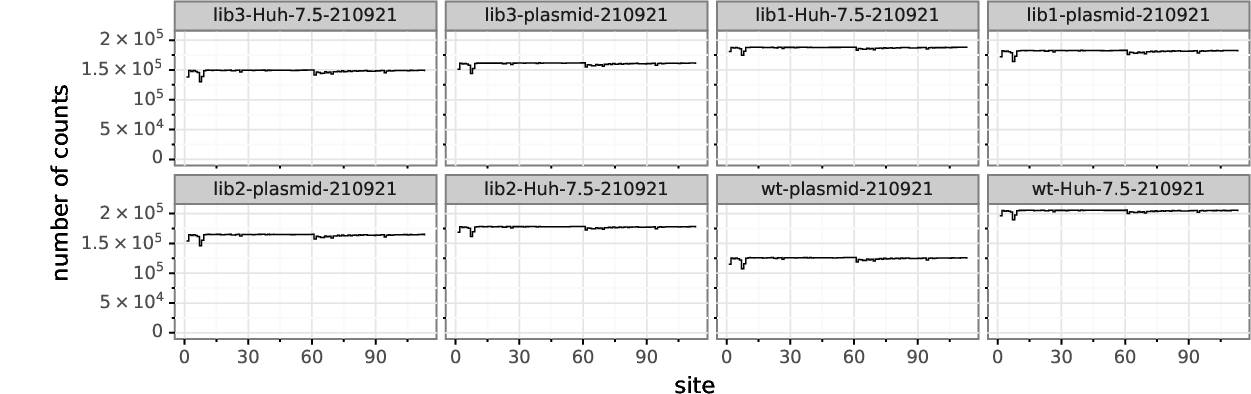 lib3-Huh-7.5-210921 lib3-plasmid-210921 lib1-Huh-7.5-210921 lib1-plasmid-210921
2 × 10⁵
1.5 × 10⁵
10⁵
5 × 10⁴
0
number of counts
lib2-plasmid-210921 lib2-Huh-7.5-210921 wt-plasmid-210921 wt-Huh-7.5-210921
2 × 10⁵
1.5 × 10⁵
10⁵
5 × 10⁴
0
0 30 60 90 0 30 60 90 0 30 60 90 0 30 60 90
site